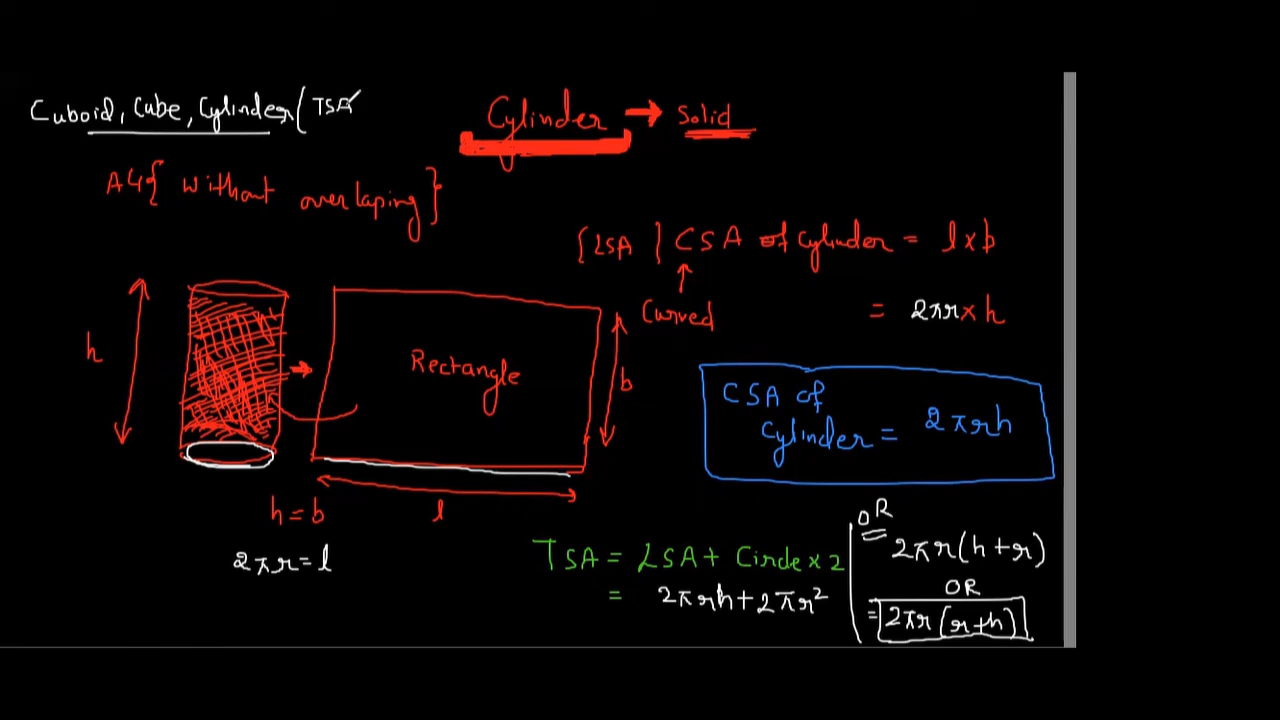 Cuboid, Cube, Cylinder (TSA
Cylinder → Solid
A4{ without overlaping}
[LSA] CSA of cylinder = l×b
Curved
= 2πr× h
h
Rectangle
b
CSA of
cylinder = 2πrh
h = b
l
2πr = l
TSA = LSA + Circle×2
= 2πrh + 2πr²
OR
2πr(h+r)
OR
= 2πr(r+h)